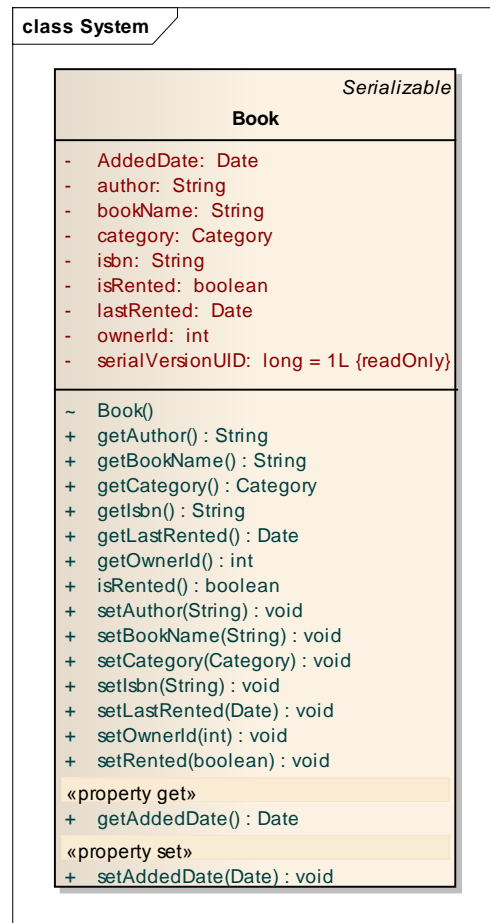 class System
Serializable
Book
- AddedDate: Date
- author: String
- bookName: String
- category: Category
- isbn: String
- isRented: boolean
- lastRented: Date
- ownerId: int
- serialVersionUID: long = 1L {readOnly}
~ Book()
+ getAuthor() : String
+ getBookName() : String
+ getCategory() : Category
+ getIsbn() : String
+ getLastRented() : Date
+ getOwnerId() : int
+ isRented() : boolean
+ setAuthor(String) : void
+ setBookName(String) : void
+ setCategory(Category) : void
+ setIsbn(String) : void
+ setLastRented(Date) : void
+ setOwnerId(int) : void
+ setRented(boolean) : void
«property get»
+ getAddedDate() : Date
«property set»
+ setAddedDate(Date) : void